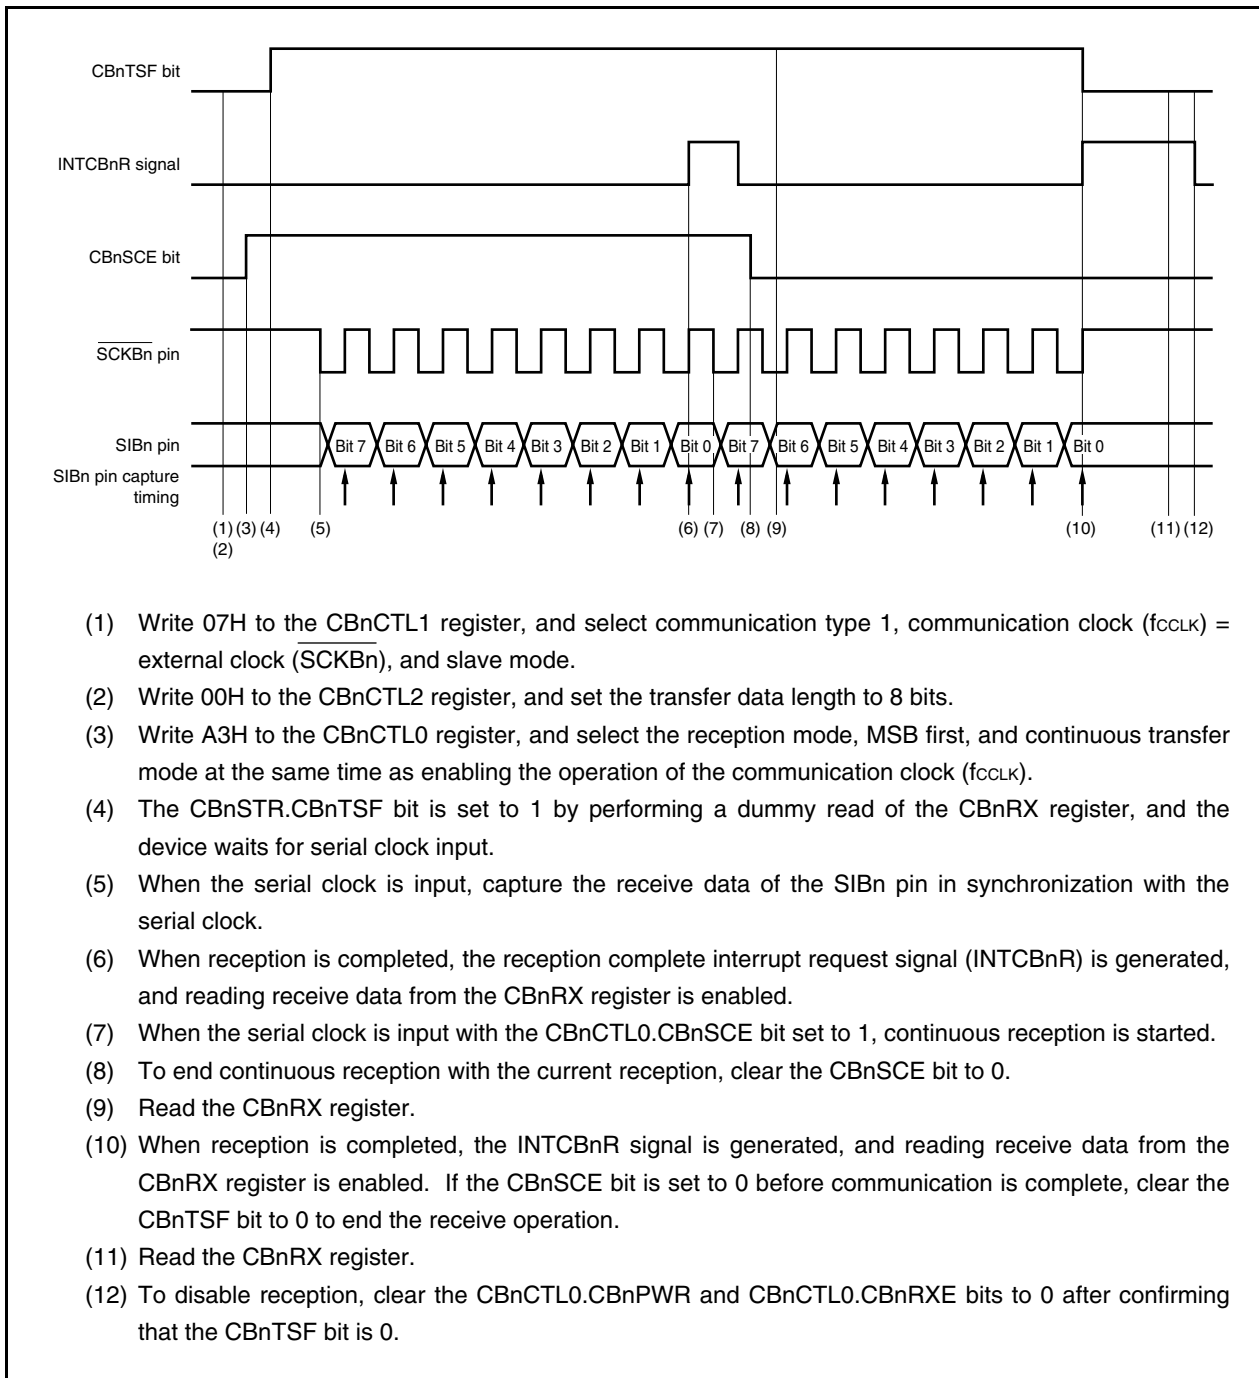 CBnTSF bit
INTCBnR signal
CBnSCE bit
SCKBn pin
SIBn pin
Bit 7 Bit 6 Bit 5 Bit 4 Bit 3 Bit 2 Bit 1 Bit 0 Bit 7 Bit 6 Bit 5 Bit 4 Bit 3 Bit 2 Bit 1 Bit 0
SIBn pin capture
timing
(1) (3) (4) (5) (6) (7) (8) (9) (10) (11) (12)
(2)
(1) Write 07H to the CBnCTL1 register, and select communication type 1, communication clock (fCCLK) =
external clock (SCKBn), and slave mode.
(2) Write 00H to the CBnCTL2 register, and set the transfer data length to 8 bits.
(3) Write A3H to the CBnCTL0 register, and select the reception mode, MSB first, and continuous transfer
mode at the same time as enabling the operation of the communication clock (fCCLK).
(4) The CBnSTR.CBnTSF bit is set to 1 by performing a dummy read of the CBnRX register, and the
device waits for serial clock input.
(5) When the serial clock is input, capture the receive data of the SIBn pin in synchronization with the
serial clock.
(6) When reception is completed, the reception complete interrupt request signal (INTCBnR) is generated,
and reading receive data from the CBnRX register is enabled.
(7) When the serial clock is input with the CBnCTL0.CBnSCE bit set to 1, continuous reception is started.
(8) To end continuous reception with the current reception, clear the CBnSCE bit to 0.
(9) Read the CBnRX register.
(10) When reception is completed, the INTCBnR signal is generated, and reading receive data from the
CBnRX register is enabled. If the CBnSCE bit is set to 0 before communication is complete, clear the
CBnTSF bit to 0 to end the receive operation.
(11) Read the CBnRX register.
(12) To disable reception, clear the CBnCTL0.CBnPWR and CBnCTL0.CBnRXE bits to 0 after confirming
that the CBnTSF bit is 0.